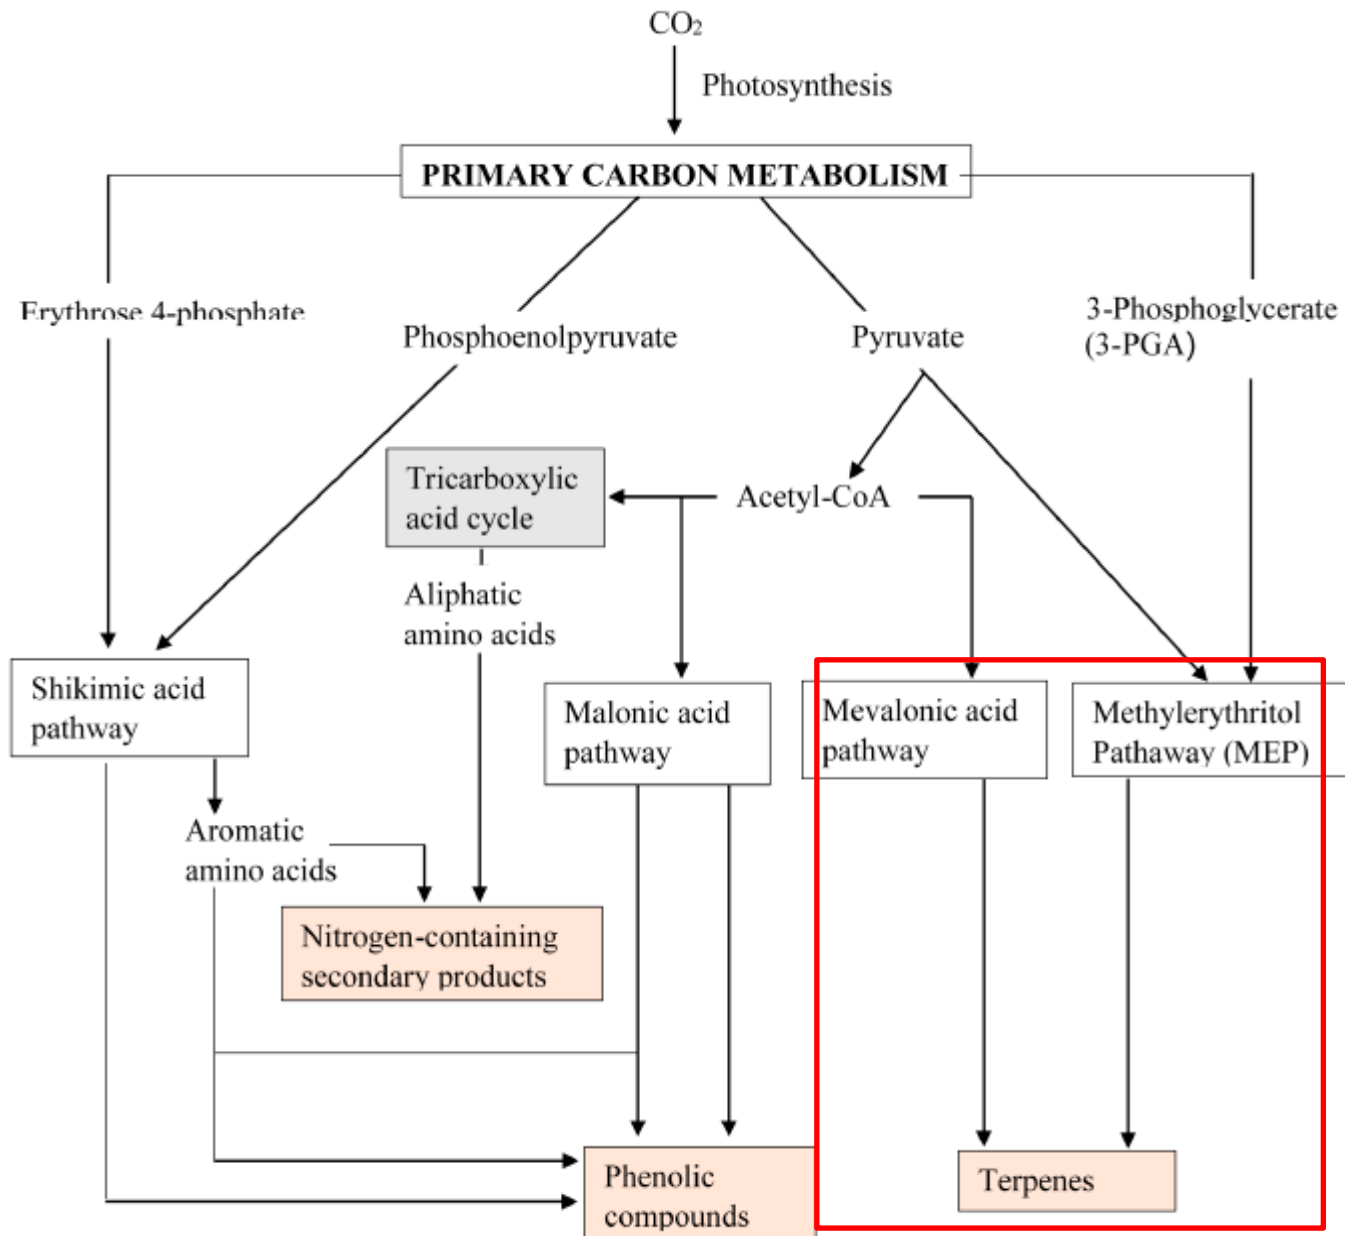 CO₂
Photosynthesis
PRIMARY CARBON METABOLISM
Erythrose 4-phosphate
Phosphoenolpyruvate
Pyruvate
3-Phosphoglycerate
(3-PGA)
Tricarboxylic
acid cycle
Acetyl-CoA
Aliphatic
amino acids
Shikimic acid
pathway
Malonic acid
pathway
Mevalonic acid
pathway
Methylerythritol
Pathaway (MEP)
Aromatic
amino acids
Nitrogen-containing
secondary products
Phenolic
compounds
Terpenes